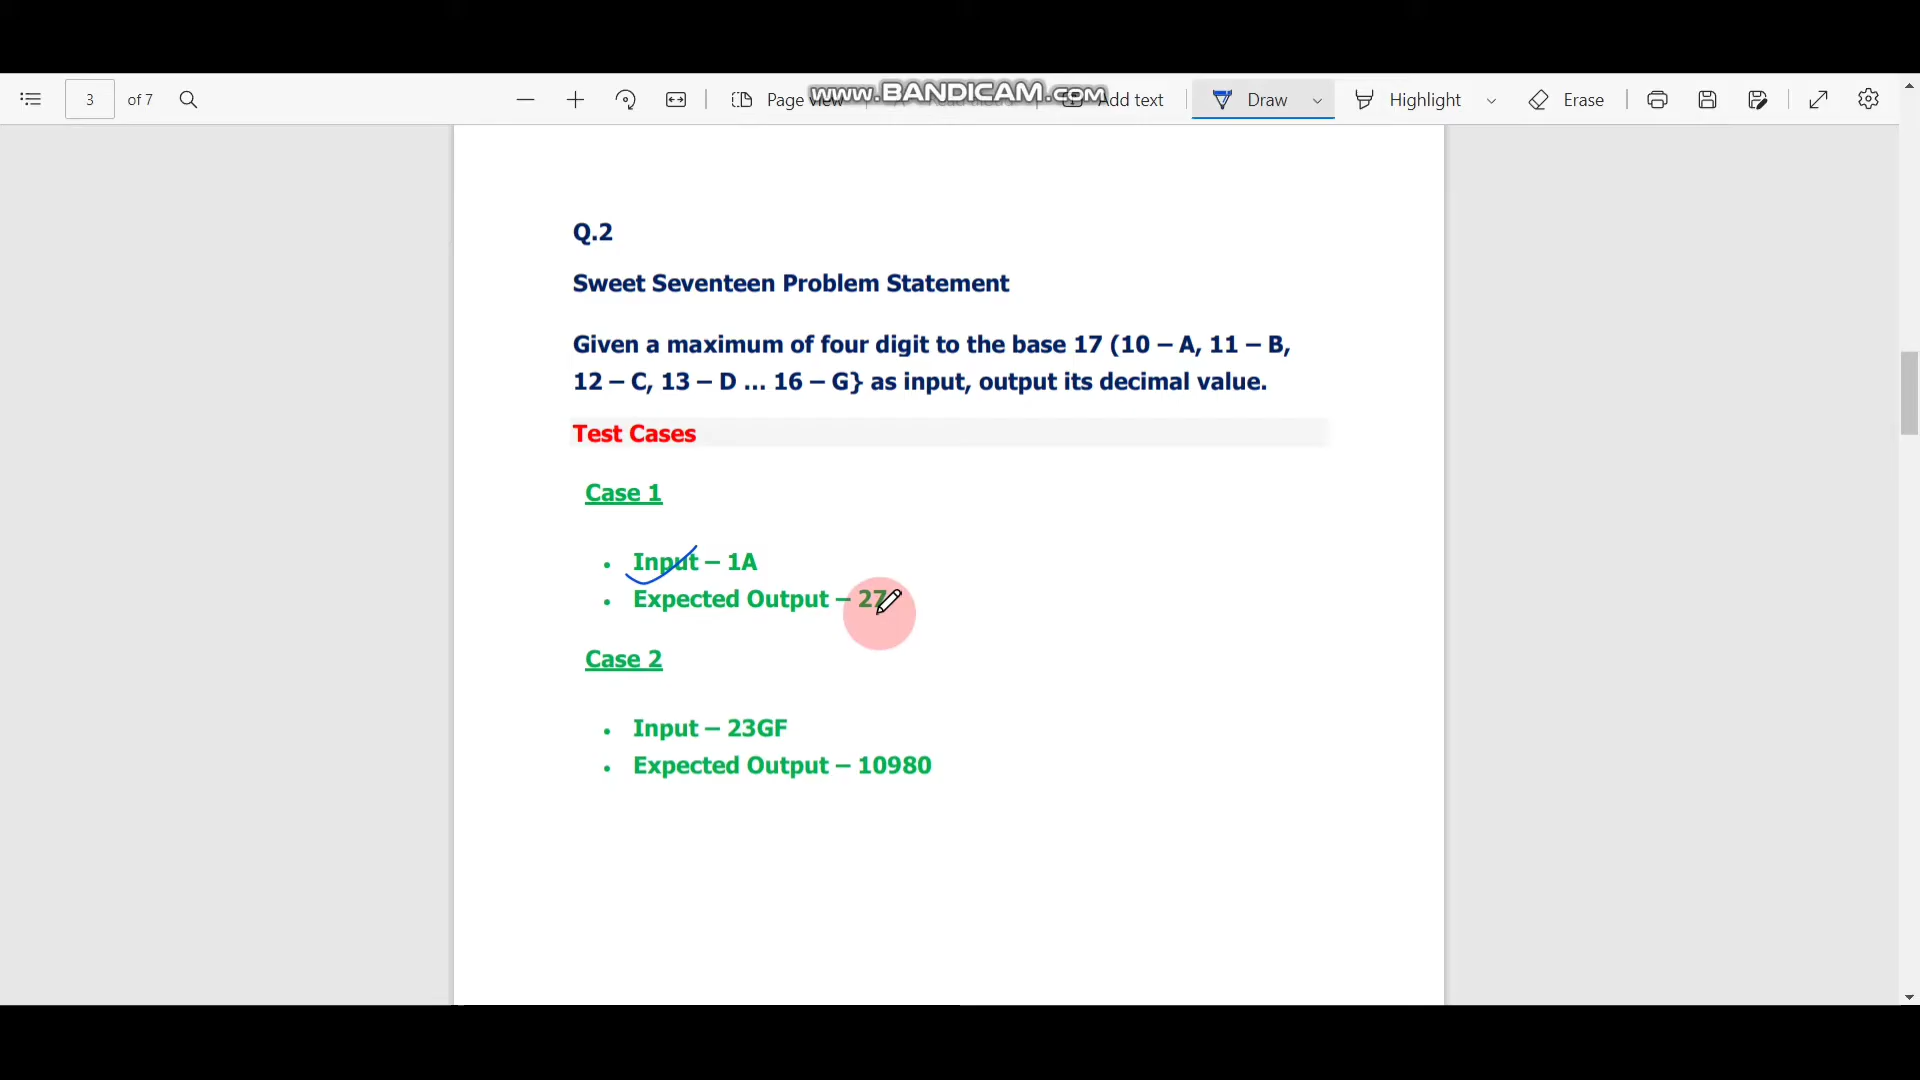 3 of 7 Page view www.BANDICAM.com Add text Draw Highlight Erase
Q.2
Sweet Seventeen Problem Statement
Given a maximum of four digit to the base 17 (10 – A, 11 – B,
12 – C, 13 – D ... 16 – G} as input, output its decimal value.
Test Cases
Case 1
• Input – 1A
• Expected Output – 27
Case 2
• Input – 23GF
• Expected Output – 10980